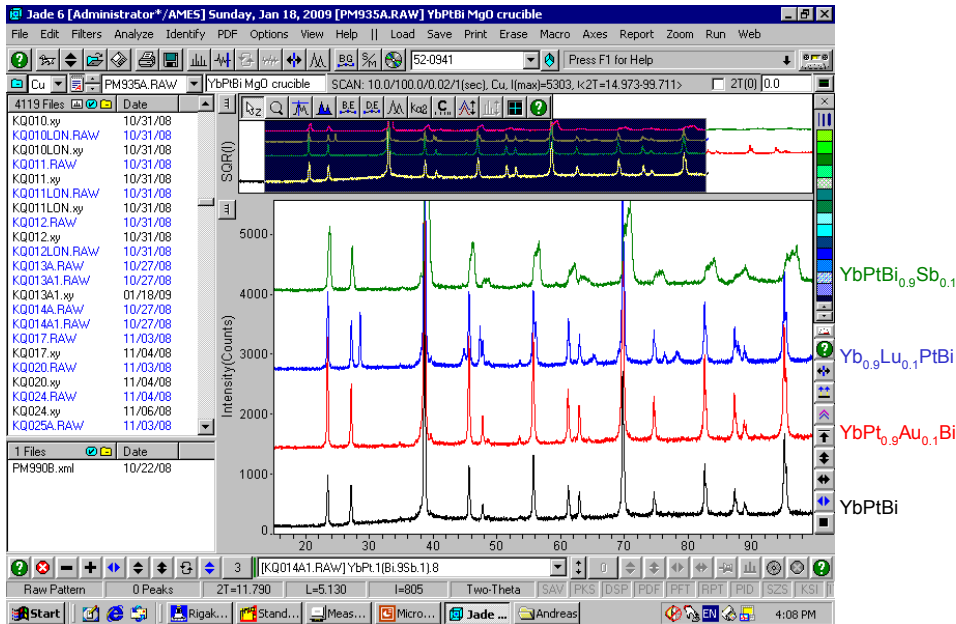 Jade 6 [Administrator*/AMES] Sunday, Jan 18, 2009 [PM935A.RAW] YbPtBi MgO crucible
File Edit Filters Analyze Identify PDF Options View Help || Load Save Print Erase Macro Axes Report Zoom Run Web
BG S/M 52-0941 Press F1 for Help
Cu PM935A.RAW YbPtBi MgO crucible SCAN: 10.0/100.0/0.02/1(sec), Cu, I(max)=5303, I<2T=14.973-99.711> 2T(0) 0.0
4119 Files Date
KQ010.xy 10/31/08
KQ010LON.RAW 10/31/08
KQ010LON.xy 10/31/08
KQ011.RAW 10/31/08
KQ011.xy 10/31/08
KQ011LON.RAW 10/31/08
KQ011LON.xy 10/31/08
KQ012.RAW 10/31/08
KQ012.xy 10/31/08
KQ012LON.RAW 10/31/08
KQ013A.RAW 10/27/08
KQ013A1.RAW 10/27/08
KQ013A1.xy 01/18/09
KQ014A.RAW 10/27/08
KQ014A1.RAW 10/27/08
KQ017.RAW 11/03/08
KQ017.xy 11/04/08
KQ020.RAW 11/03/08
KQ020.xy 11/04/08
KQ024.RAW 11/04/08
KQ024.xy 11/06/08
KQ025A.RAW 11/03/08
1 Files Date
PM990B.xml 10/22/08
B.E. D.E. Kα2 C
SQR(I)
Intensity(Counts)
5000
4000
3000
2000
1000
0
20 30 40 50 60 70 80 90
YbPtBi0.9Sb0.1
Yb0.9Lu0.1PtBi
YbPt0.9Au0.1Bi
YbPtBi
3 [KQ014A1.RAW] YbPt.1(Bi.9Sb.1).8 0
Raw Pattern 0 Peaks 2T=11.790 L=5.130 I=805 Two-Theta SAV PKS DSP PDF PFT RPT PID SZS KSI
Start Rigak... Stand... Meas... Micro... Jade ... Andreas EN 4:08 PM